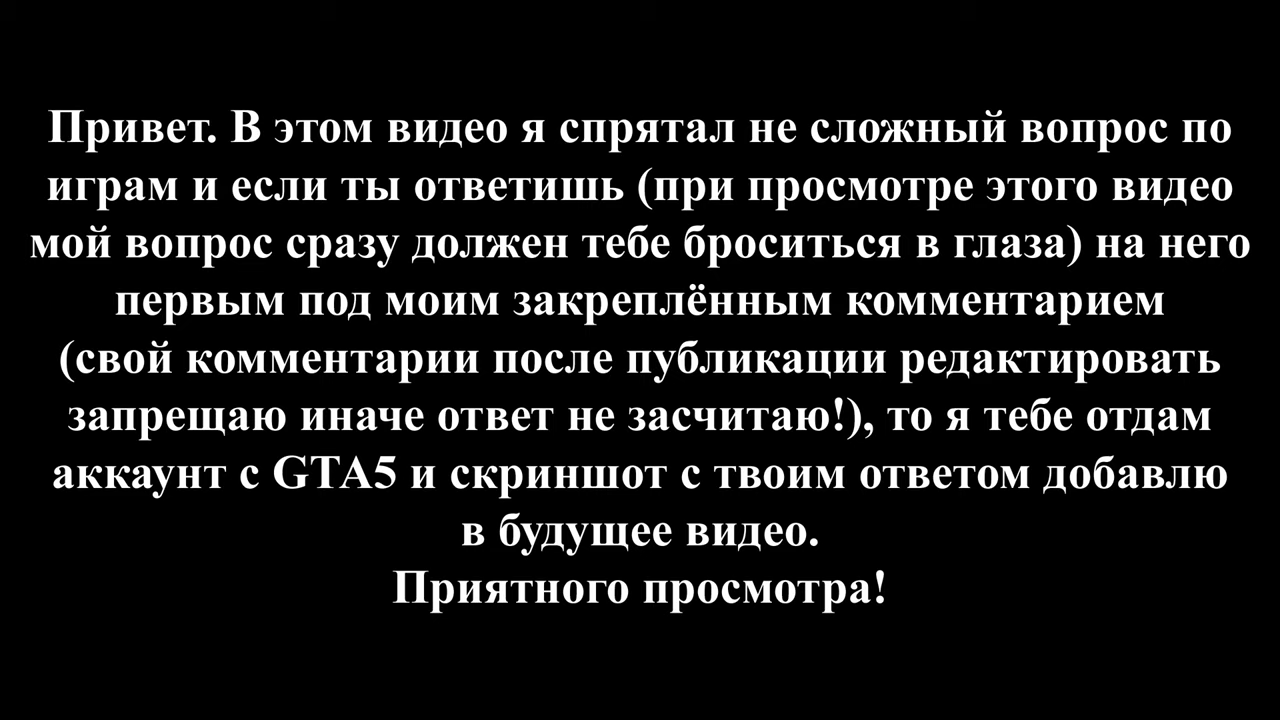 Привет. В этом видео я спрятал не сложный вопрос по
играм и если ты ответишь (при просмотре этого видео
мой вопрос сразу должен тебе броситься в глаза) на него
первым под моим закреплённым комментарием
(свой комментарии после публикации редактировать
запрещаю иначе ответ не засчитаю!), то я тебе отдам
аккаунт с GTA5 и скриншот с твоим ответом добавлю
в будущее видео.
Приятного просмотра!